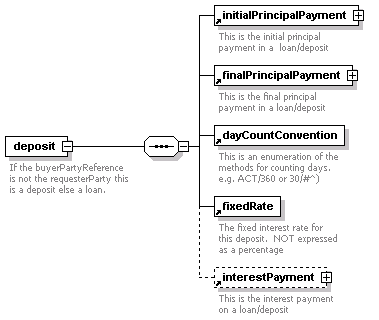 initialPrincipalPayment
This is the initial principal
payment in a loan/deposit
finalPrincipalPayment
This is the final principal
payment in a loan/deposit
deposit
If the buyerPartyReference
is not the requesterParty this
is a deposit else a loan.
dayCountConvention
This is an enumeration of the
methods for counting days.
e.g. ACT/360 or 30/#^)
fixedRate
The fixed interest rate for
this deposit. NOT expressed
as a percentage
interestPayment
This is the interest payment
on a loan/deposit